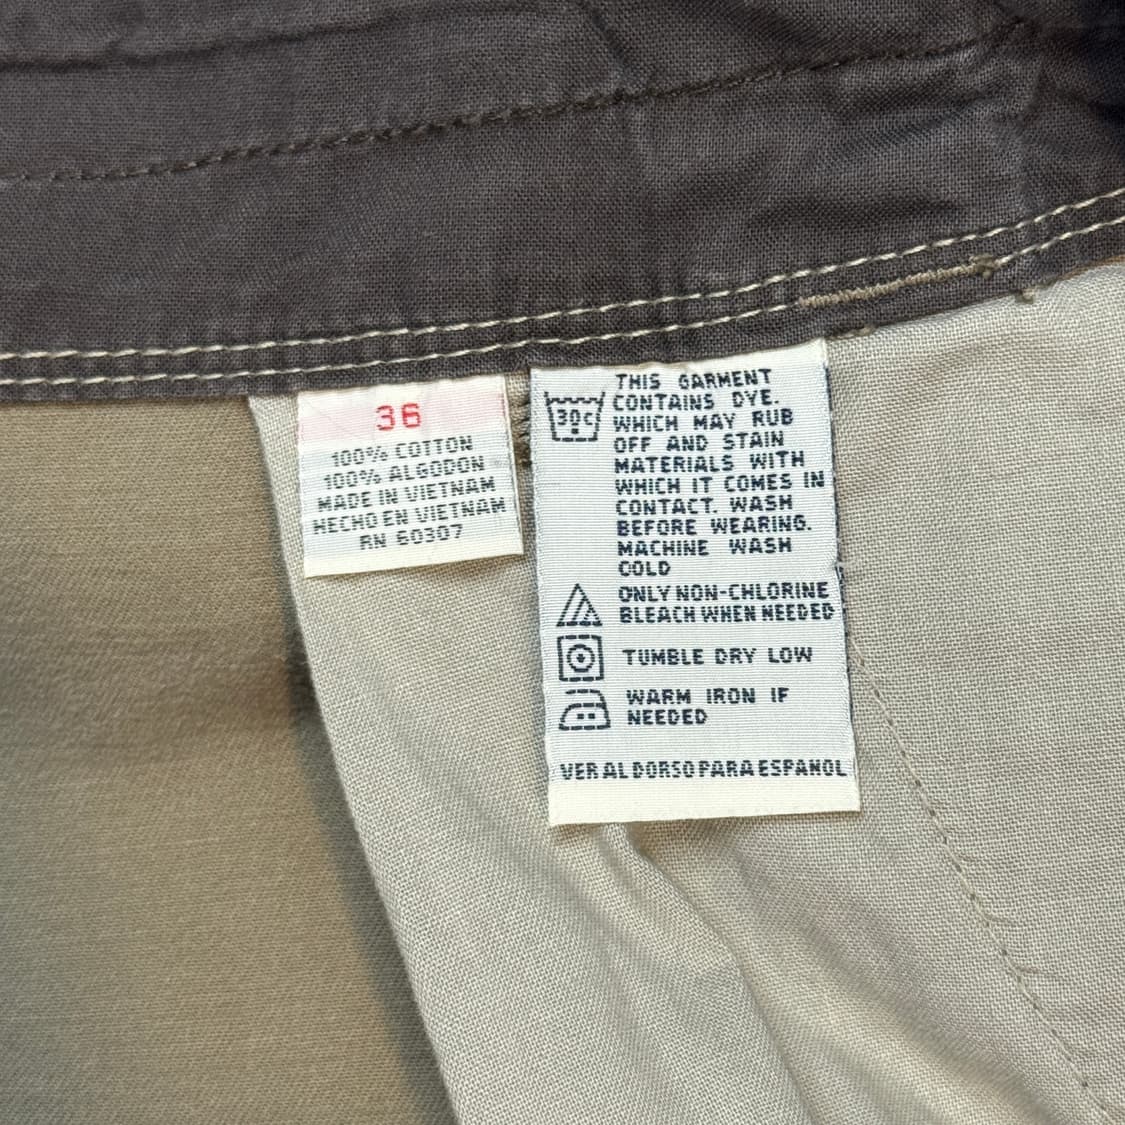 36
100% COTTON
100% ALGODON
MADE IN VIETNAM
HECHO EN VIETNAM
RN 60307
30c
THIS GARMENT
CONTAINS DYE.
WHICH MAY RUB
OFF AND STAIN
MATERIALS WITH
WHICH IT COMES IN
CONTACT. WASH
BEFORE WEARING.
MACHINE WASH
COLD
ONLY NON-CHLORINE
BLEACH WHEN NEEDED
TUMBLE DRY LOW
WARM IRON IF
NEEDED
VER AL DORSO PARA ESPANOL